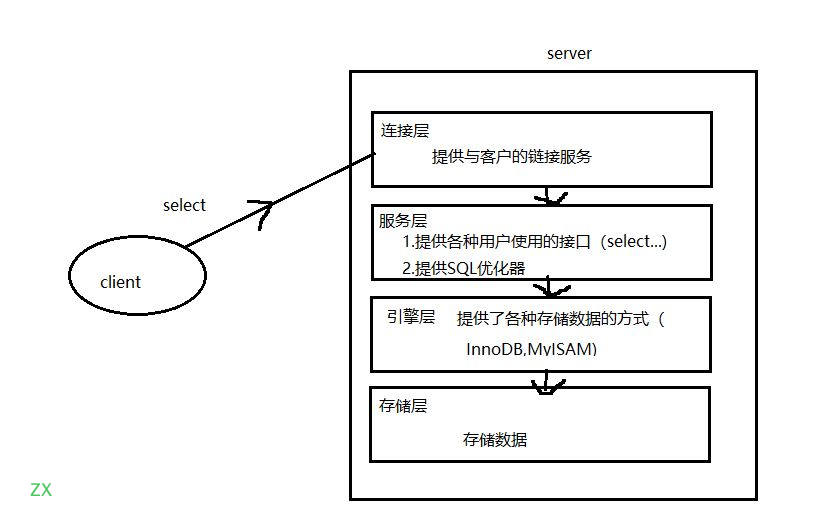 server
连接层
提供与客户的链接服务
select
服务层
1.提供各种用户使用的接口（select...）
2.提供SQL优化器
client
引擎层 提供了各种存储数据的方式（
InnoDB,MyISAM)
存储层
存储数据
ZX